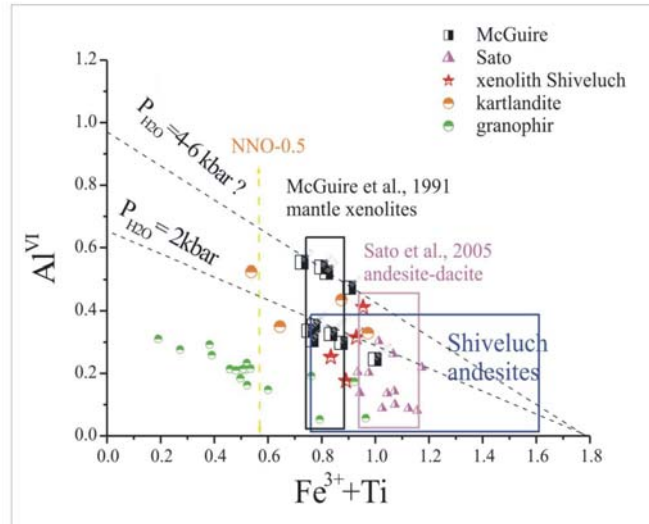 McGuire
Sato
xenolith Shiveluch
kartlandite
granophir
1.2
1.0
0.8
0.6
0.4
0.2
0.0
Al^VI
P_H2O =4-6 kbar ?
P_H2O = 2kbar
NNO-0.5
McGuire et al., 1991
mantle xenolites
Sato et al., 2005
andesite-dacite
Shiveluch
andesites
0.0 0.2 0.4 0.6 0.8 1.0 1.2 1.4 1.6 1.8
Fe^3++Ti